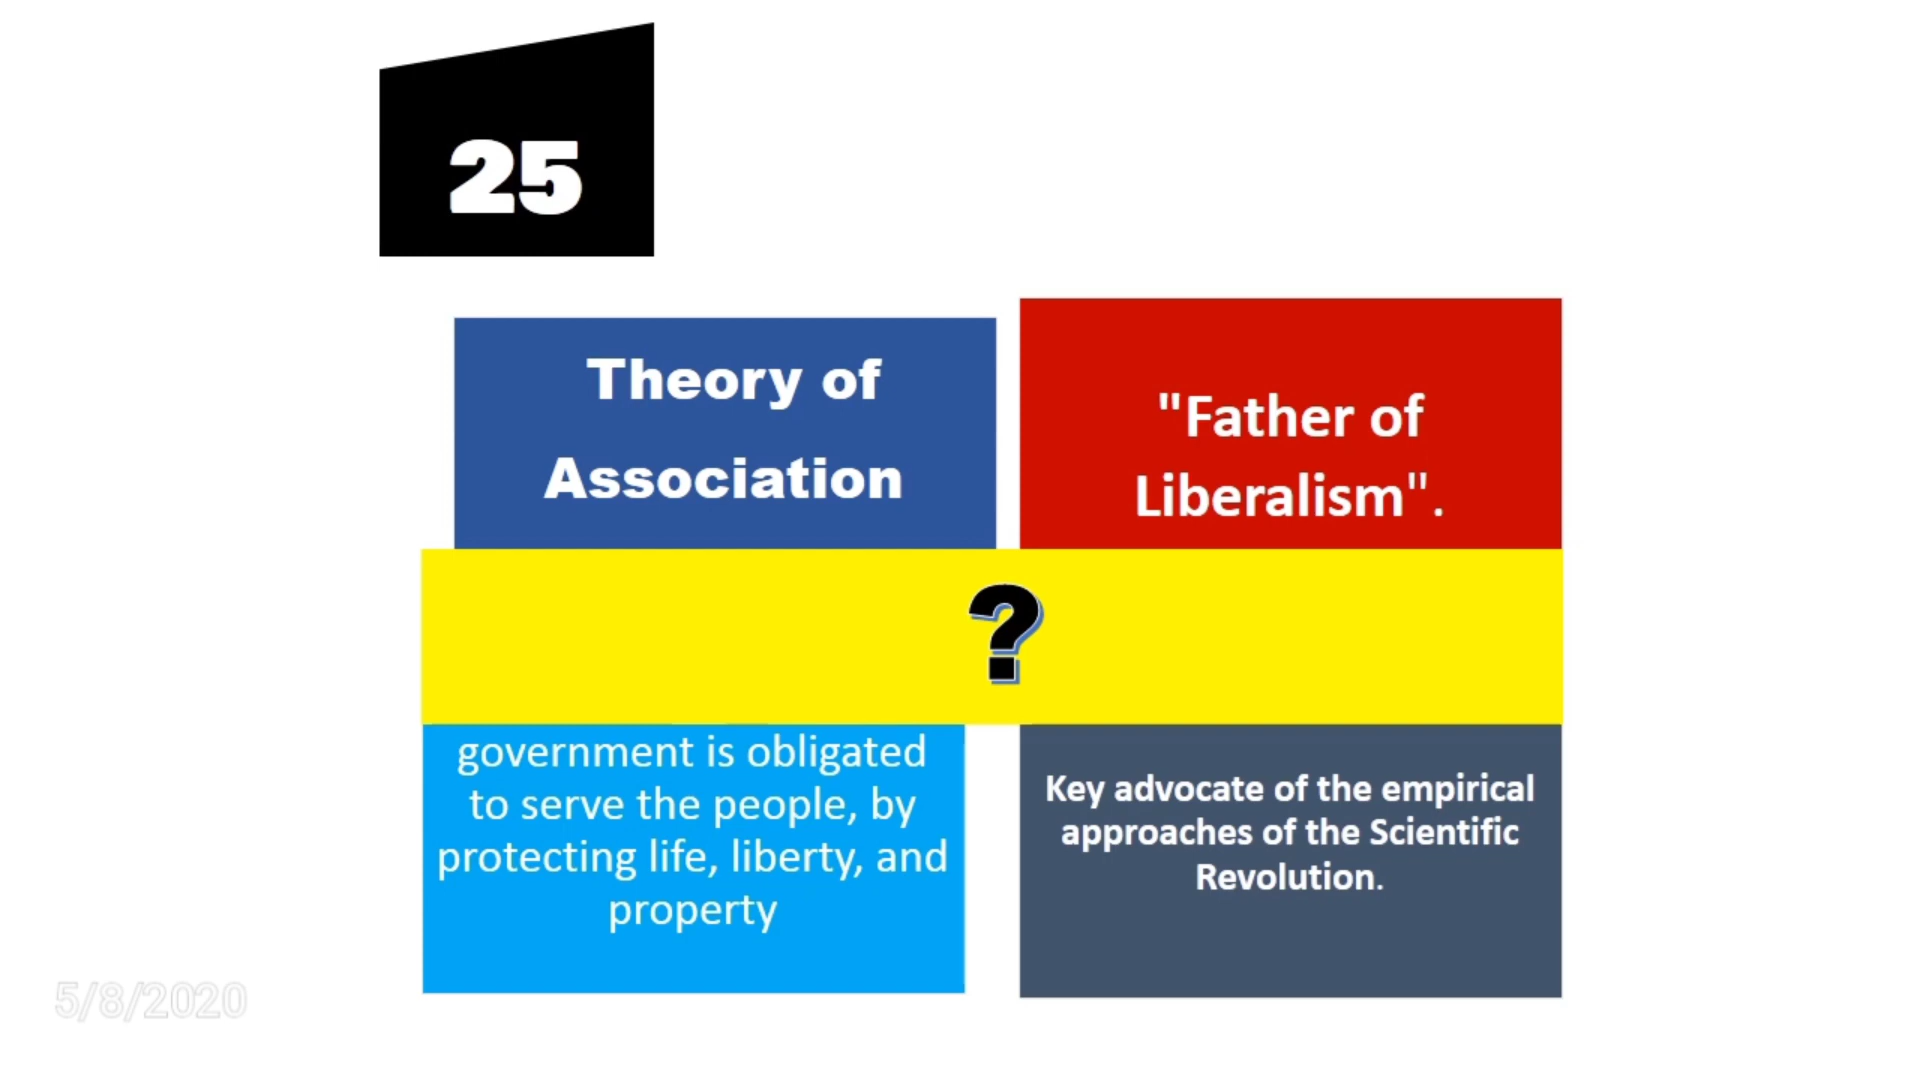 25
Theory of
Association
"Father of
Liberalism".
?
government is obligated
to serve the people, by
protecting life, liberty, and
property
Key advocate of the empirical
approaches of the Scientific
Revolution.
5/8/2020